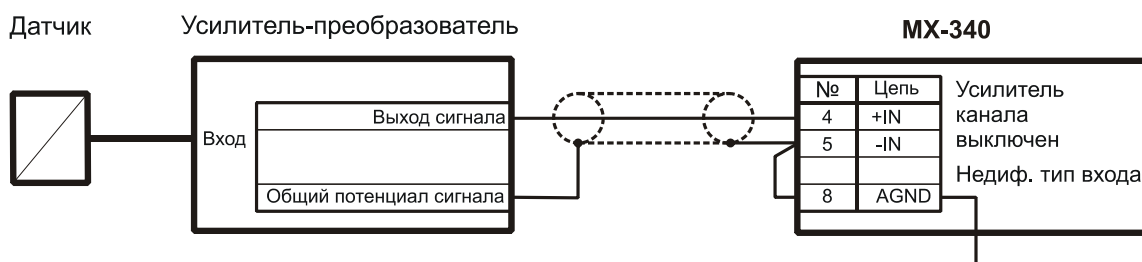 Датчик Усилитель-преобразователь MX-340
№ Цепь Усилитель
Выход сигнала 4 +IN канала
Вход 5 -IN выключен
Недиф. тип входа
Общий потенциал сигнала 8 AGND